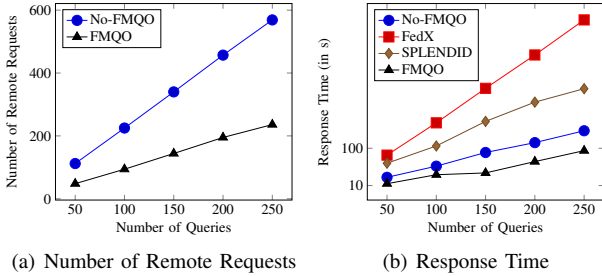 No-FMQO
FMQO
Number of Remote Requests
600
400
200
0
50 100 150 200 250
Number of Queries
(a) Number of Remote Requests
No-FMQO
FedX
SPLENDID
FMQO
Response Time (in s)
100
10
50 100 150 200 250
Number of Queries
(b) Response Time